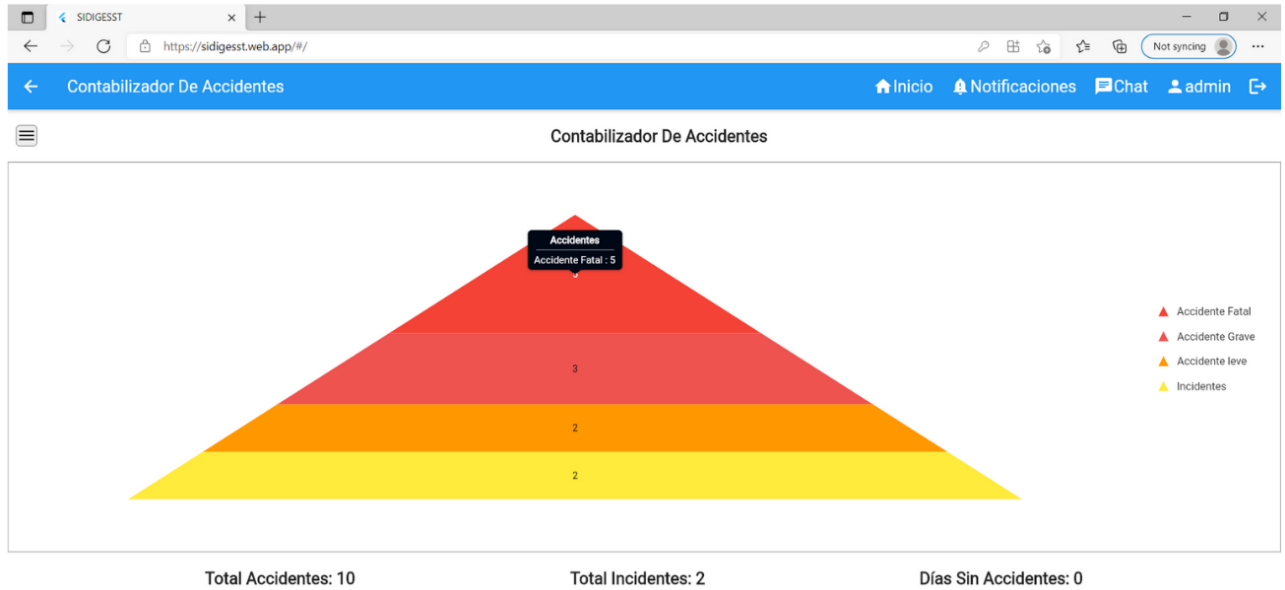 SIDIGESST
https://sidigesst.web.app/#/
Not syncing
Contabilizador De Accidentes
Inicio
Notificaciones
Chat
admin
Contabilizador De Accidentes
Accidentes
Accidente Fatal : 5
3
2
2
Accidente Fatal
Accidente Grave
Accidente leve
Incidentes
Total Accidentes: 10
Total Incidentes: 2
Días Sin Accidentes: 0